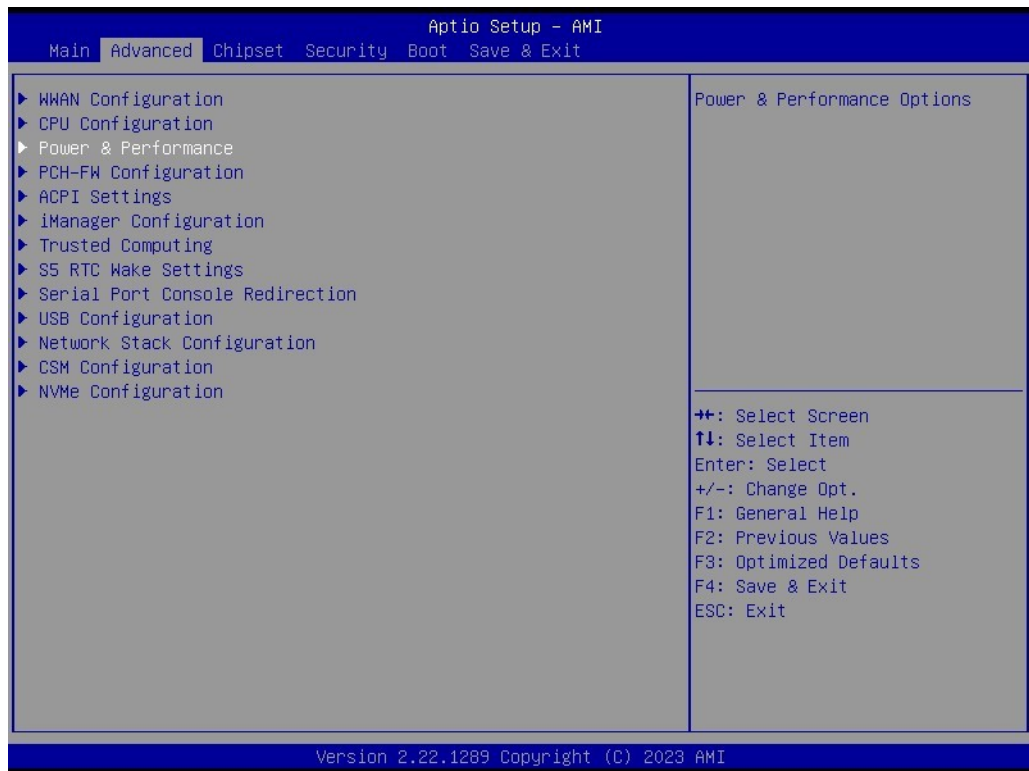 Aptio Setup - AMI
Main Advanced Chipset Security Boot Save & Exit
▶ WWAN Configuration
▶ CPU Configuration
▶ Power & Performance
▶ PCH-FW Configuration
▶ ACPI Settings
▶ iManager Configuration
▶ Trusted Computing
▶ S5 RTC Wake Settings
▶ Serial Port Console Redirection
▶ USB Configuration
▶ Network Stack Configuration
▶ CSM Configuration
▶ NVMe Configuration
Power & Performance Options
→←: Select Screen
↑↓: Select Item
Enter: Select
+/-: Change Opt.
F1: General Help
F2: Previous Values
F3: Optimized Defaults
F4: Save & Exit
ESC: Exit
Version 2.22.1289 Copyright (C) 2023 AMI